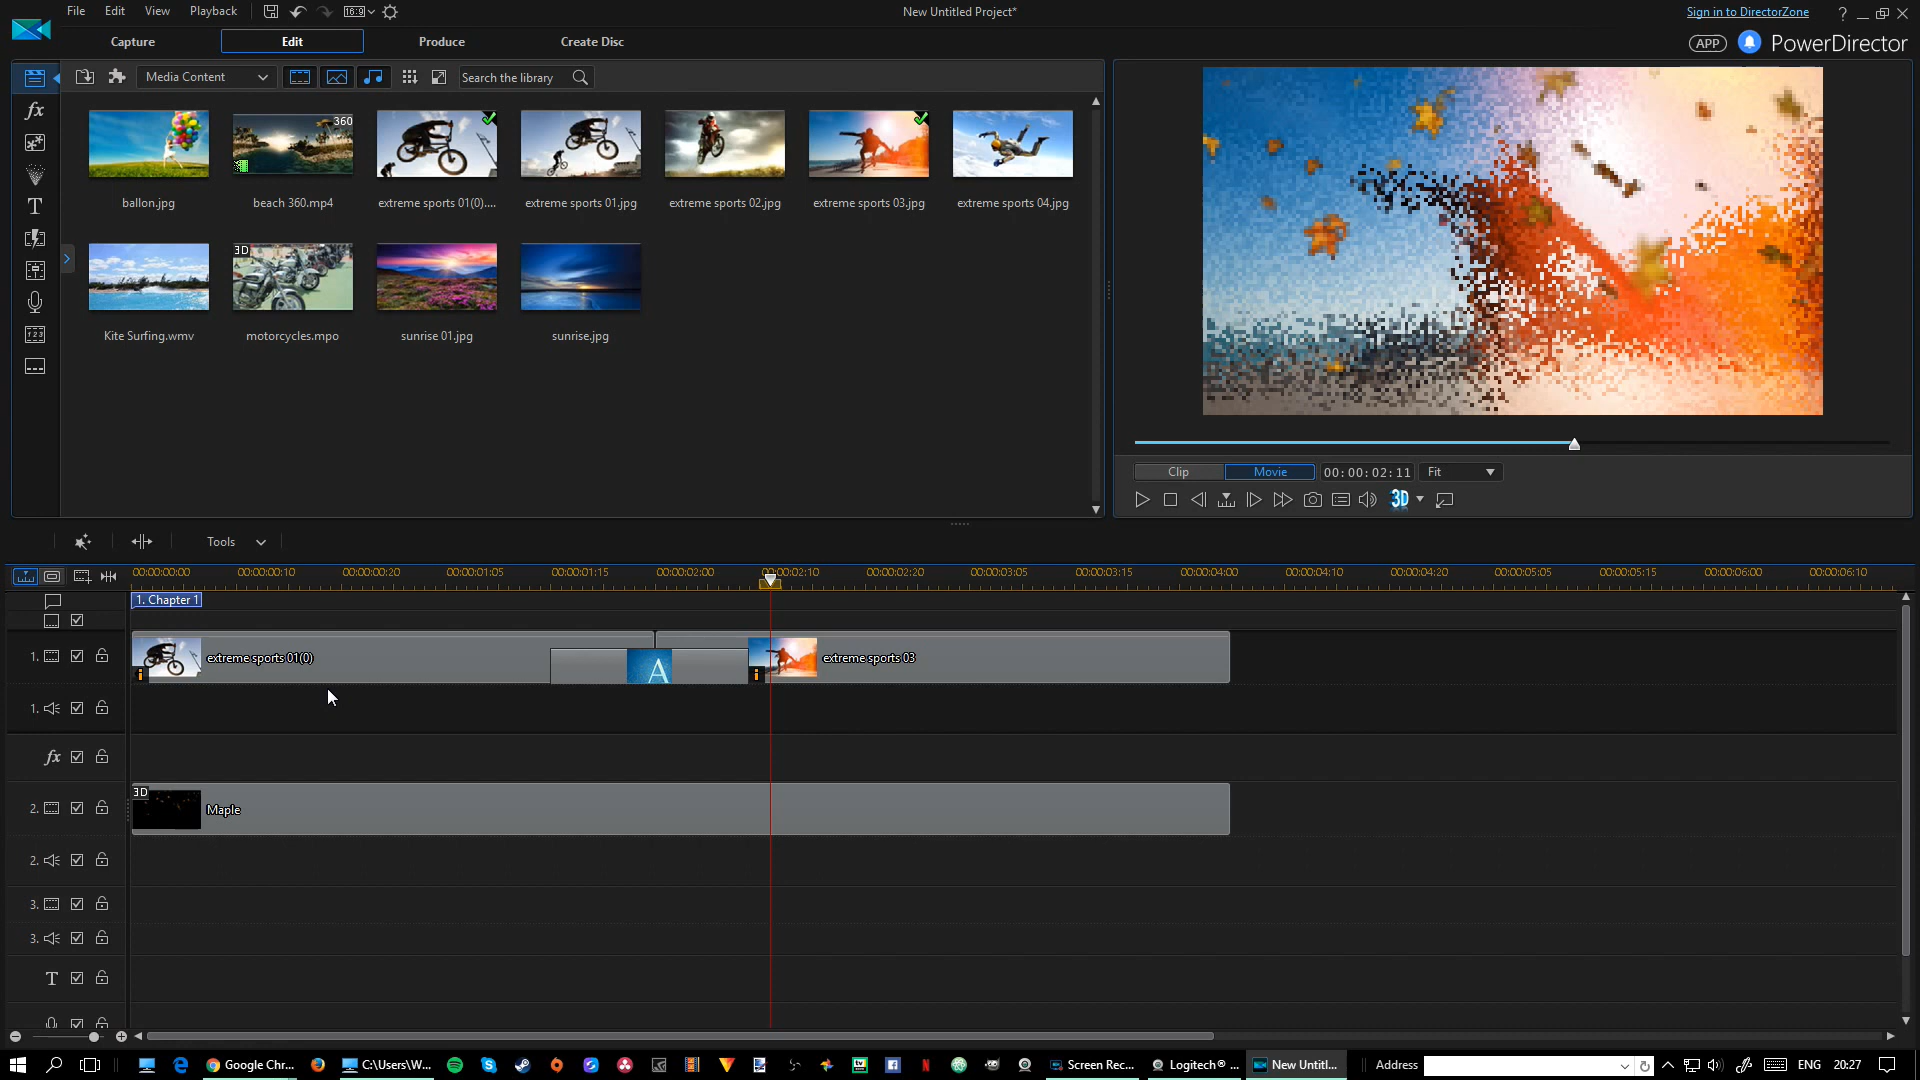 File Edit View Playback 16:9 New Untitled Project* Sign in to DirectorZone ?
Capture Edit Produce Create Disc APP PowerDirector
Media Content Search the library
fx
T
360
ballon.jpg beach 360.mp4 extreme sports 01(0).... extreme sports 01.jpg extreme sports 02.jpg extreme sports 03.jpg extreme sports 04.jpg
3D
Kite Surfing.wmv motorcycles.mpo sunrise 01.jpg sunrise.jpg
123
Clip Movie 00:00:02:11 Fit
3D
Tools
00:00:00:00 00:00:00:10 00:00:00:20 00:00:01:05 00:00:01:15 00:00:02:00 00:00:02:10 00:00:02:20 00:00:03:05 00:00:03:15 00:00:04:00 00:00:04:10 00:00:04:20 00:00:05:05 00:00:05:15 00:00:06:00 00:00:06:10
1. Chapter 1
1. extreme sports 01(0) A extreme sports 03
i i
1.
fx
3D
2. Maple
2.
3.
3.
T
Google Chr... C:\Users\W... tv Screen Rec... Logitech® ... New Untitl... Address ENG 20:27